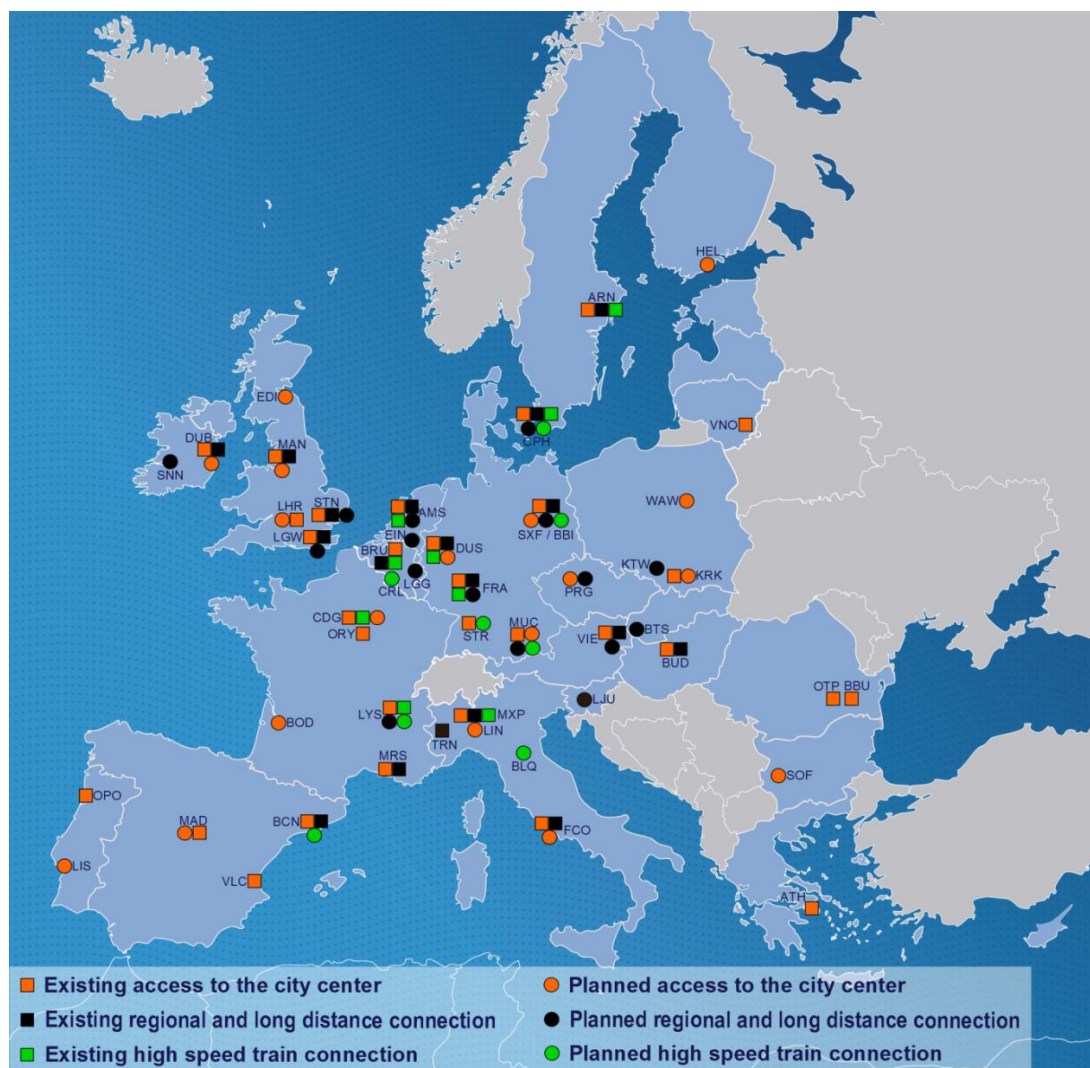 HEL
ARN
EDI
CPH
VNO
DUB
MAN
SNN
WAW
LHR
STN
AMS
SXF / BBI
LGW
EIN
BRU
DUS
KTW
LGG
KRK
CRL
FRA
PRG
CDG
MUC
ORY
STR
VIE
BTS
BUD
OTP BBU
LJU
LYS
MXP
BOD
LIN
TRN
MRS
BLQ
SOF
OPO
MAD
BCN
FCO
LIS
VLC
ATH
Existing access to the city center
Planned access to the city center
Existing regional and long distance connection
Planned regional and long distance connection
Existing high speed train connection
Planned high speed train connection